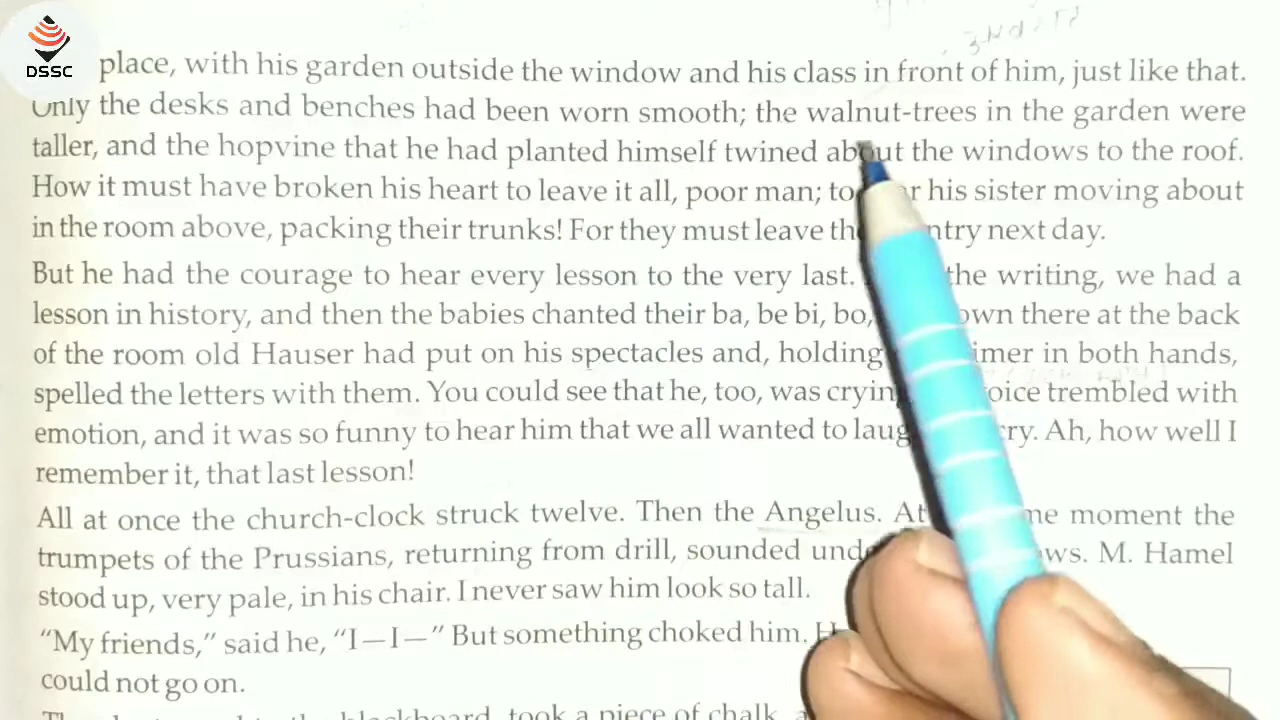 DSSC
place, with his garden outside the window and his class in front of him, just like that.
Only the desks and benches had been worn smooth; the walnut-trees in the garden were
taller, and the hopvine that he had planted himself twined about the windows to the roof.
How it must have broken his heart to leave it all, poor man; to his sister moving about
in the room above, packing their trunks! For they must leave next day.
But he had the courage to hear every lesson to the very last. the writing, we had a
lesson in history, and then the babies chanted their ba, be bi, bo, there at the back
of the room old Hauser had put on his spectacles and, holding in both hands,
spelled the letters with them. You could see that he, too, was trembled with
emotion, and it was so funny to hear him that we all wanted to cry. Ah, how well I
remember it, that last lesson!
All at once the church-clock struck twelve. Then the Angelus. At moment the
trumpets of the Prussians, returning from drill, sounded M. Hamel
stood up, very pale, in his chair. I never saw him look so tall.
“My friends,” said he, “I—I—” But something choked him.
could not go on.
blackboard, took a piece of chalk,